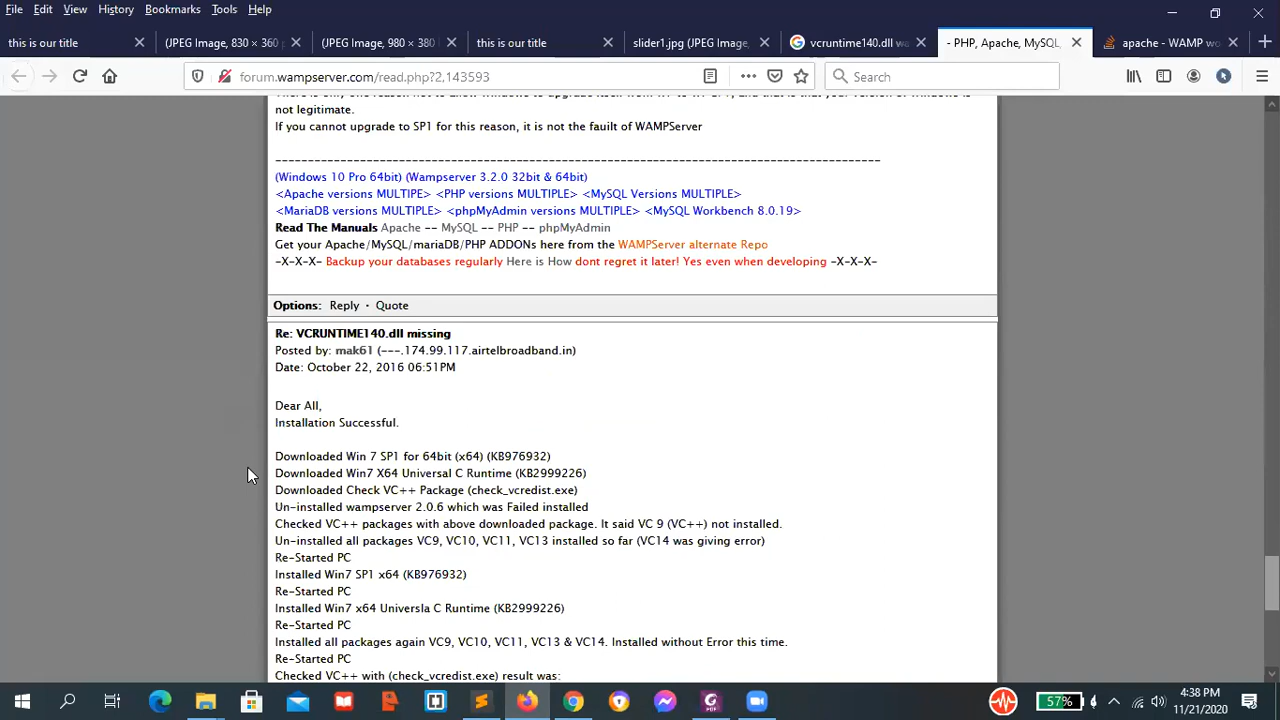 File Edit View History Bookmarks Tools Help
this is our title (JPEG Image, 830 × 360 p (JPEG Image, 980 × 380 this is our title slider1.jpg (JPEG Image, vcruntime140.dll wa - PHP, Apache, MySQL, apache - WAMP wo
forum.wampserver.com/read.php?2,143593 Search
not legitimate.
If you cannot upgrade to SP1 for this reason, it is not the fauilt of WAMPServer
---------------------------------------------------------------------------------------------
(Windows 10 Pro 64bit) (Wampserver 3.2.0 32bit & 64bit)
<Apache versions MULTIPE> <PHP versions MULTIPLE> <MySQL Versions MULTIPLE>
<MariaDB versions MULTIPLE> <phpMyAdmin versions MULTIPLE> <MySQL Workbench 8.0.19>
Read The Manuals Apache -- MySQL -- PHP -- phpMyAdmin
Get your Apache/MySQL/mariaDB/PHP ADDONs here from the WAMPServer alternate Repo
-X-X-X- Backup your databases regularly Here is How dont regret it later! Yes even when developing -X-X-X-
Options: Reply · Quote
Re: VCRUNTIME140.dll missing
Posted by: mak61 (---.174.99.117.airtelbroadband.in)
Date: October 22, 2016 06:51PM
Dear All,
Installation Successful.
Downloaded Win 7 SP1 for 64bit (x64) (KB976932)
Downloaded Win7 X64 Universal C Runtime (KB2999226)
Downloaded Check VC++ Package (check_vcredist.exe)
Un-installed wampserver 2.0.6 which was Failed installed
Checked VC++ packages with above downloaded package. It said VC 9 (VC++) not installed.
Un-installed all packages VC9, VC10, VC11, VC13 installed so far (VC14 was giving error)
Re-Started PC
Installed Win7 SP1 x64 (KB976932)
Re-Started PC
Installed Win7 x64 Universla C Runtime (KB2999226)
Re-Started PC
Installed all packages again VC9, VC10, VC11, VC13 & VC14. Installed without Error this time.
Re-Started PC
Checked VC++ with (check_vcredist.exe) result was:
57% 4:38 PM
11/21/2020